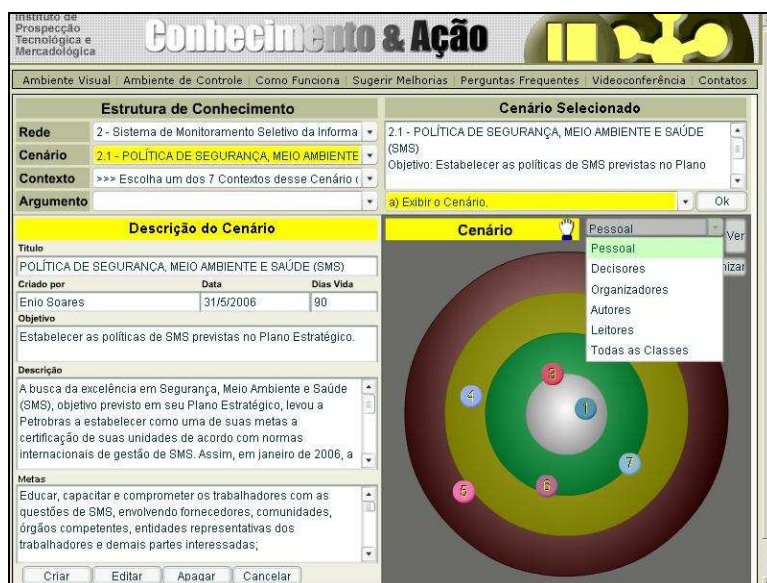 Instituto de
Prospecção
Tecnológica e
Mercadológica
Conhecimento & Ação
Ambiente Visual | Ambiente de Controle | Como Funciona | Sugerir Melhorias | Perguntas Frequentes | Videoconferência | Contatos
Estrutura de Conhecimento
Rede
2 - Sistema de Monitoramento Seletivo da Informa
Cenário
2.1 - POLÍTICA DE SEGURANÇA, MEIO AMBIENTE
Contexto
>>> Escolha um dos 7 Contextos desse Cenário (
Argumento
Cenário Selecionado
2.1 - POLÍTICA DE SEGURANÇA, MEIO AMBIENTE E SAÚDE
(SMS)
Objetivo: Estabelecer as políticas de SMS previstas no Plano
a) Exibir o Cenário.
Ok
Descrição do Cenário
Título
POLÍTICA DE SEGURANÇA, MEIO AMBIENTE E SAÚDE (SMS)
Criado por Data Dias Vida
Enio Soares 31/5/2006 90
Objetivo
Estabelecer as políticas de SMS previstas no Plano Estratégico.
Descrição
A busca da excelência em Segurança, Meio Ambiente e Saúde
(SMS), objetivo previsto em seu Plano Estratégico, levou a
Petrobras a estabelecer como uma de suas metas a
certificação de suas unidades de acordo com normas
internacionais de gestão de SMS. Assim, em janeiro de 2006, a
Metas
Educar, capacitar e comprometer os trabalhadores com as
questões de SMS, envolvendo fornecedores, comunidades,
órgãos competentes, entidades representativas dos
trabalhadores e demais partes interessadas;
Criar Editar Apagar Cancelar
Cenário
Pessoal
Ver
Pessoal
Decisores
nizar
Organizadores
Autores
Leitores
Todas as Classes
3
4
1
7
6
5